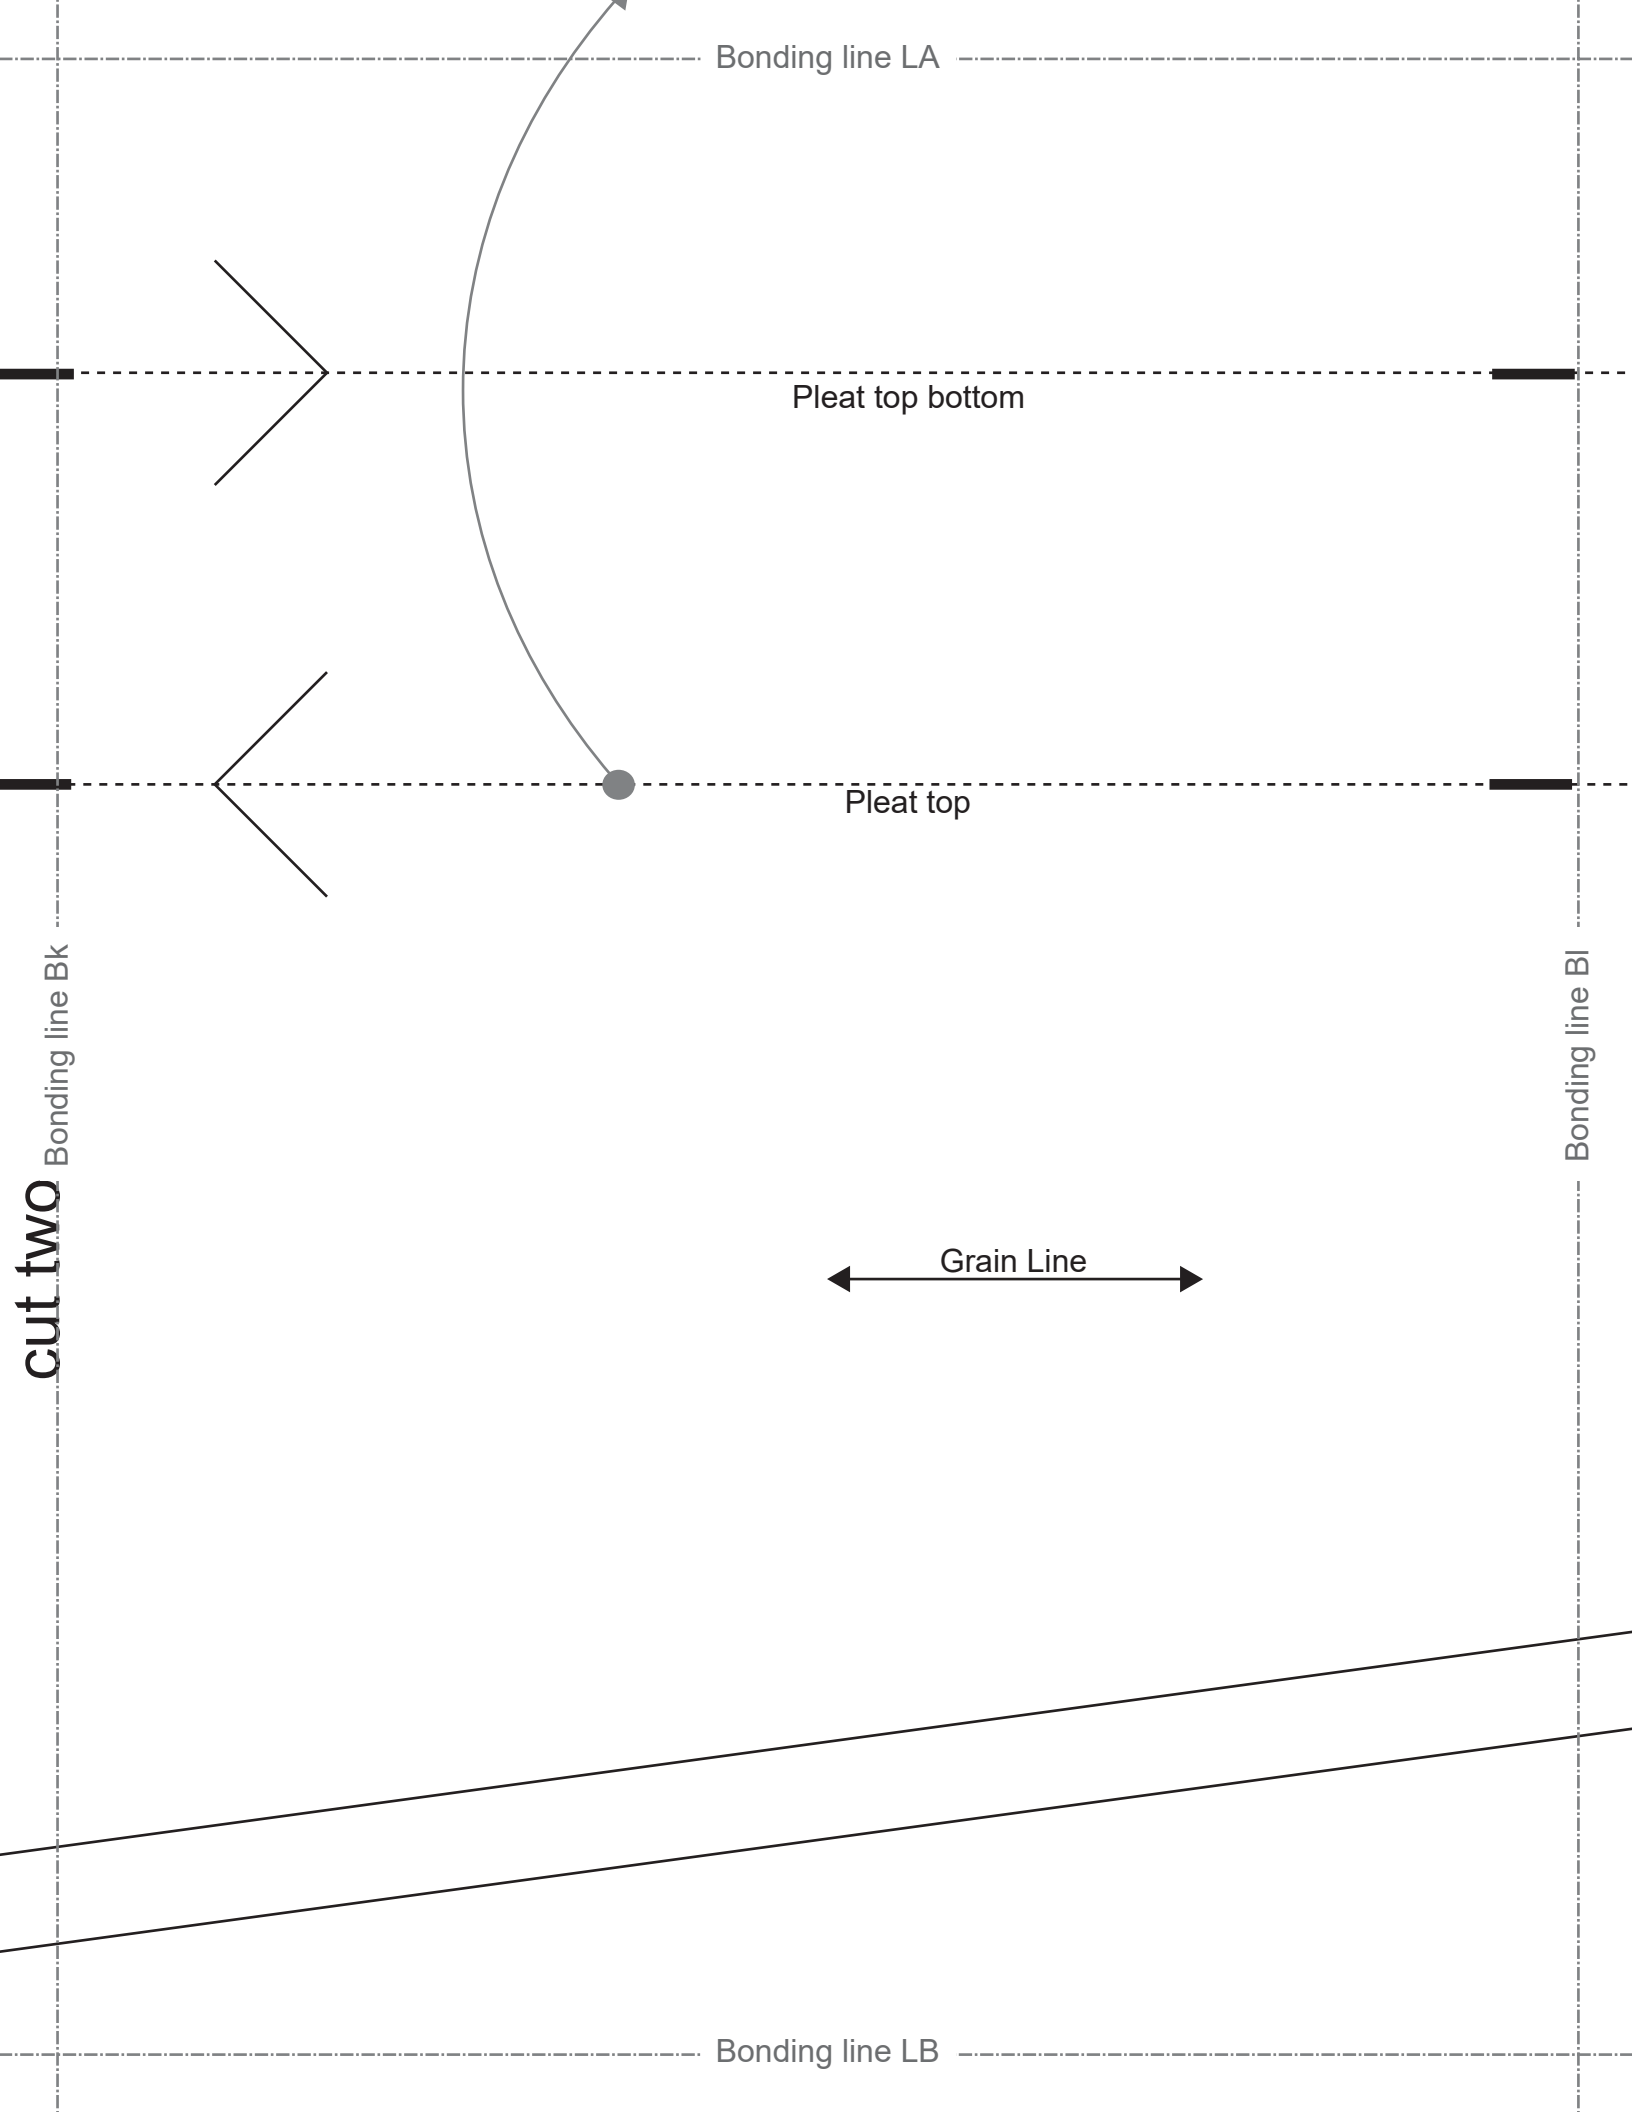 Bonding line LA
Pleat top bottom
Pleat top
Bonding line Bk
Bonding line Bl
cut two
Grain Line
Bonding line LB